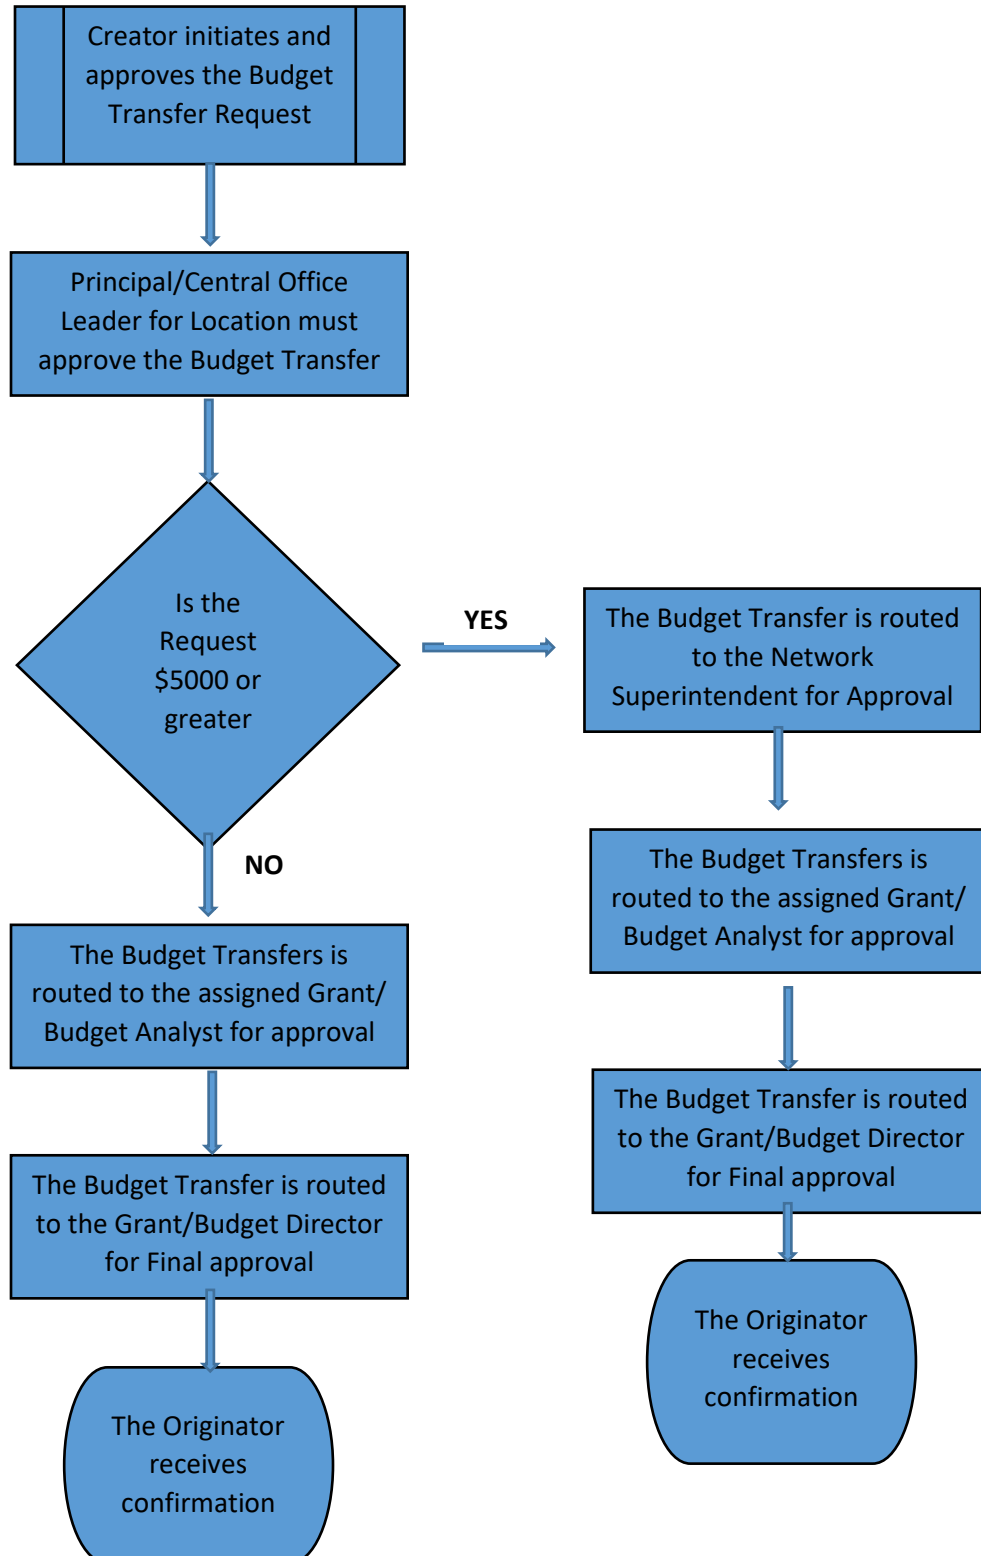 Creator initiates and
approves the Budget
Transfer Request
Principal/Central Office
Leader for Location must
approve the Budget Transfer
Is the
Request
$5000 or
greater
YES
The Budget Transfer is routed
to the Network
Superintendent for Approval
The Budget Transfers is
routed to the assigned Grant/
Budget Analyst for approval
The Budget Transfer is routed
to the Grant/Budget Director
for Final approval
The Originator
receives
confirmation
NO
The Budget Transfers is
routed to the assigned Grant/
Budget Analyst for approval
The Budget Transfer is routed
to the Grant/Budget Director
for Final approval
The Originator
receives
confirmation